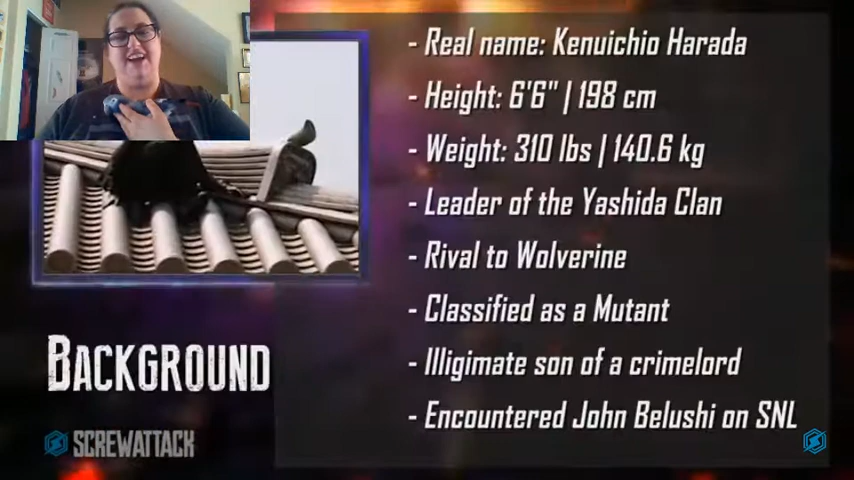 - Real name: Kenuichio Harada
- Height: 6'6" | 198 cm
- Weight: 310 lbs | 140.6 kg
- Leader of the Yashida Clan
- Rival to Wolverine
- Classified as a Mutant
- Illigimate son of a crimelord
- Encountered John Belushi on SNL
BACKGROUND
SCREWATTACK